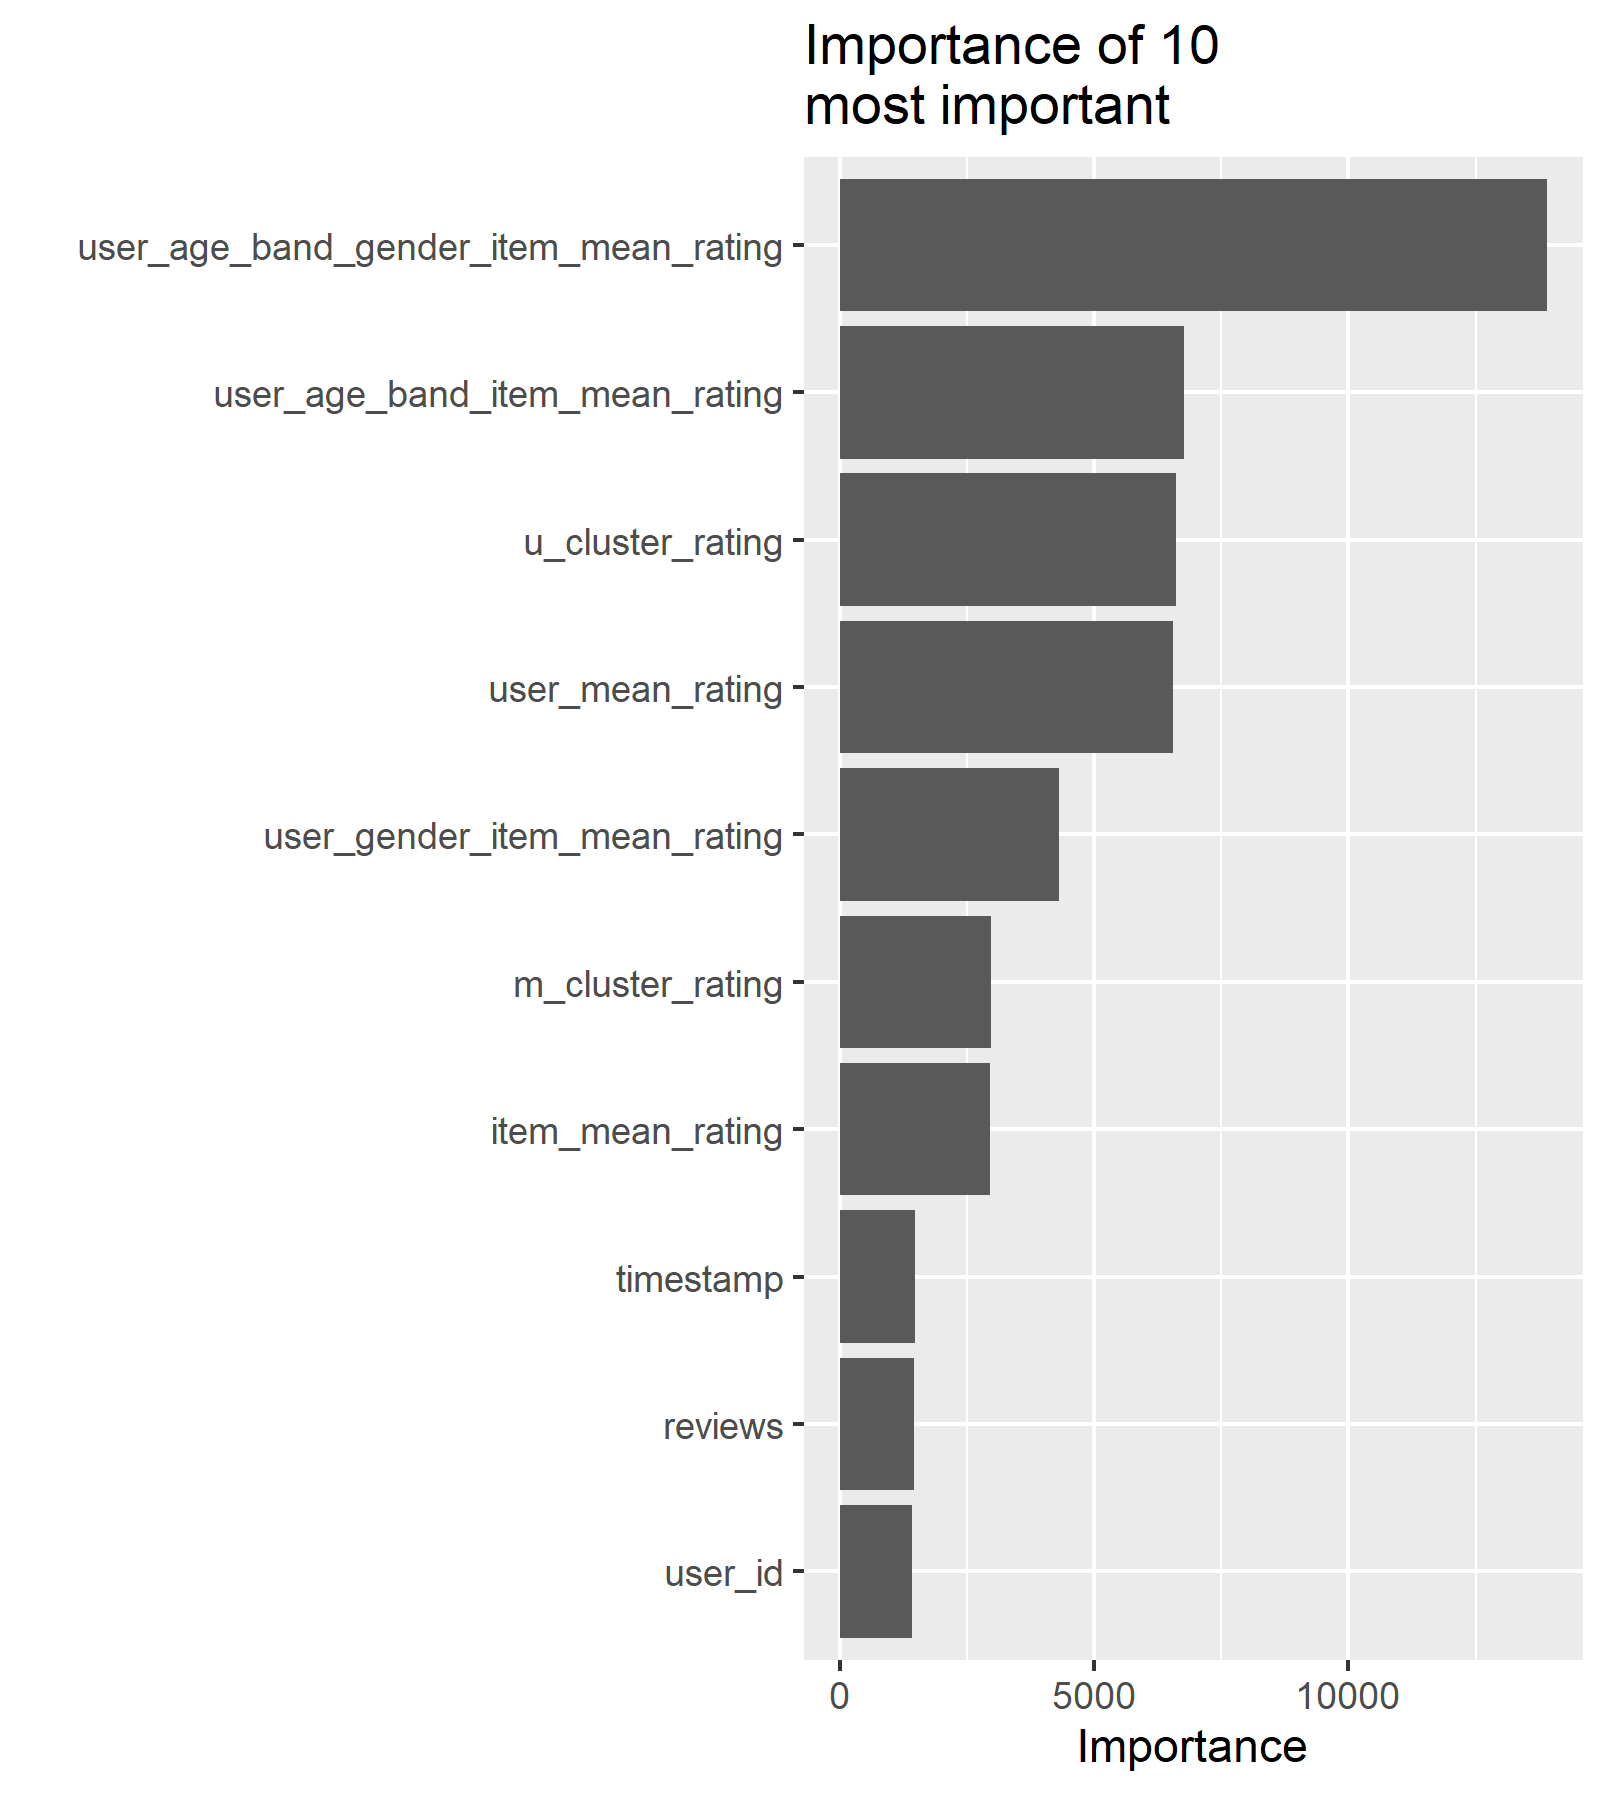 Importance of 10
most important
user_age_band_gender_item_mean_rating
user_age_band_item_mean_rating
u_cluster_rating
user_mean_rating
user_gender_item_mean_rating
m_cluster_rating
item_mean_rating
timestamp
reviews
user_id
0 5000 10000
Importance